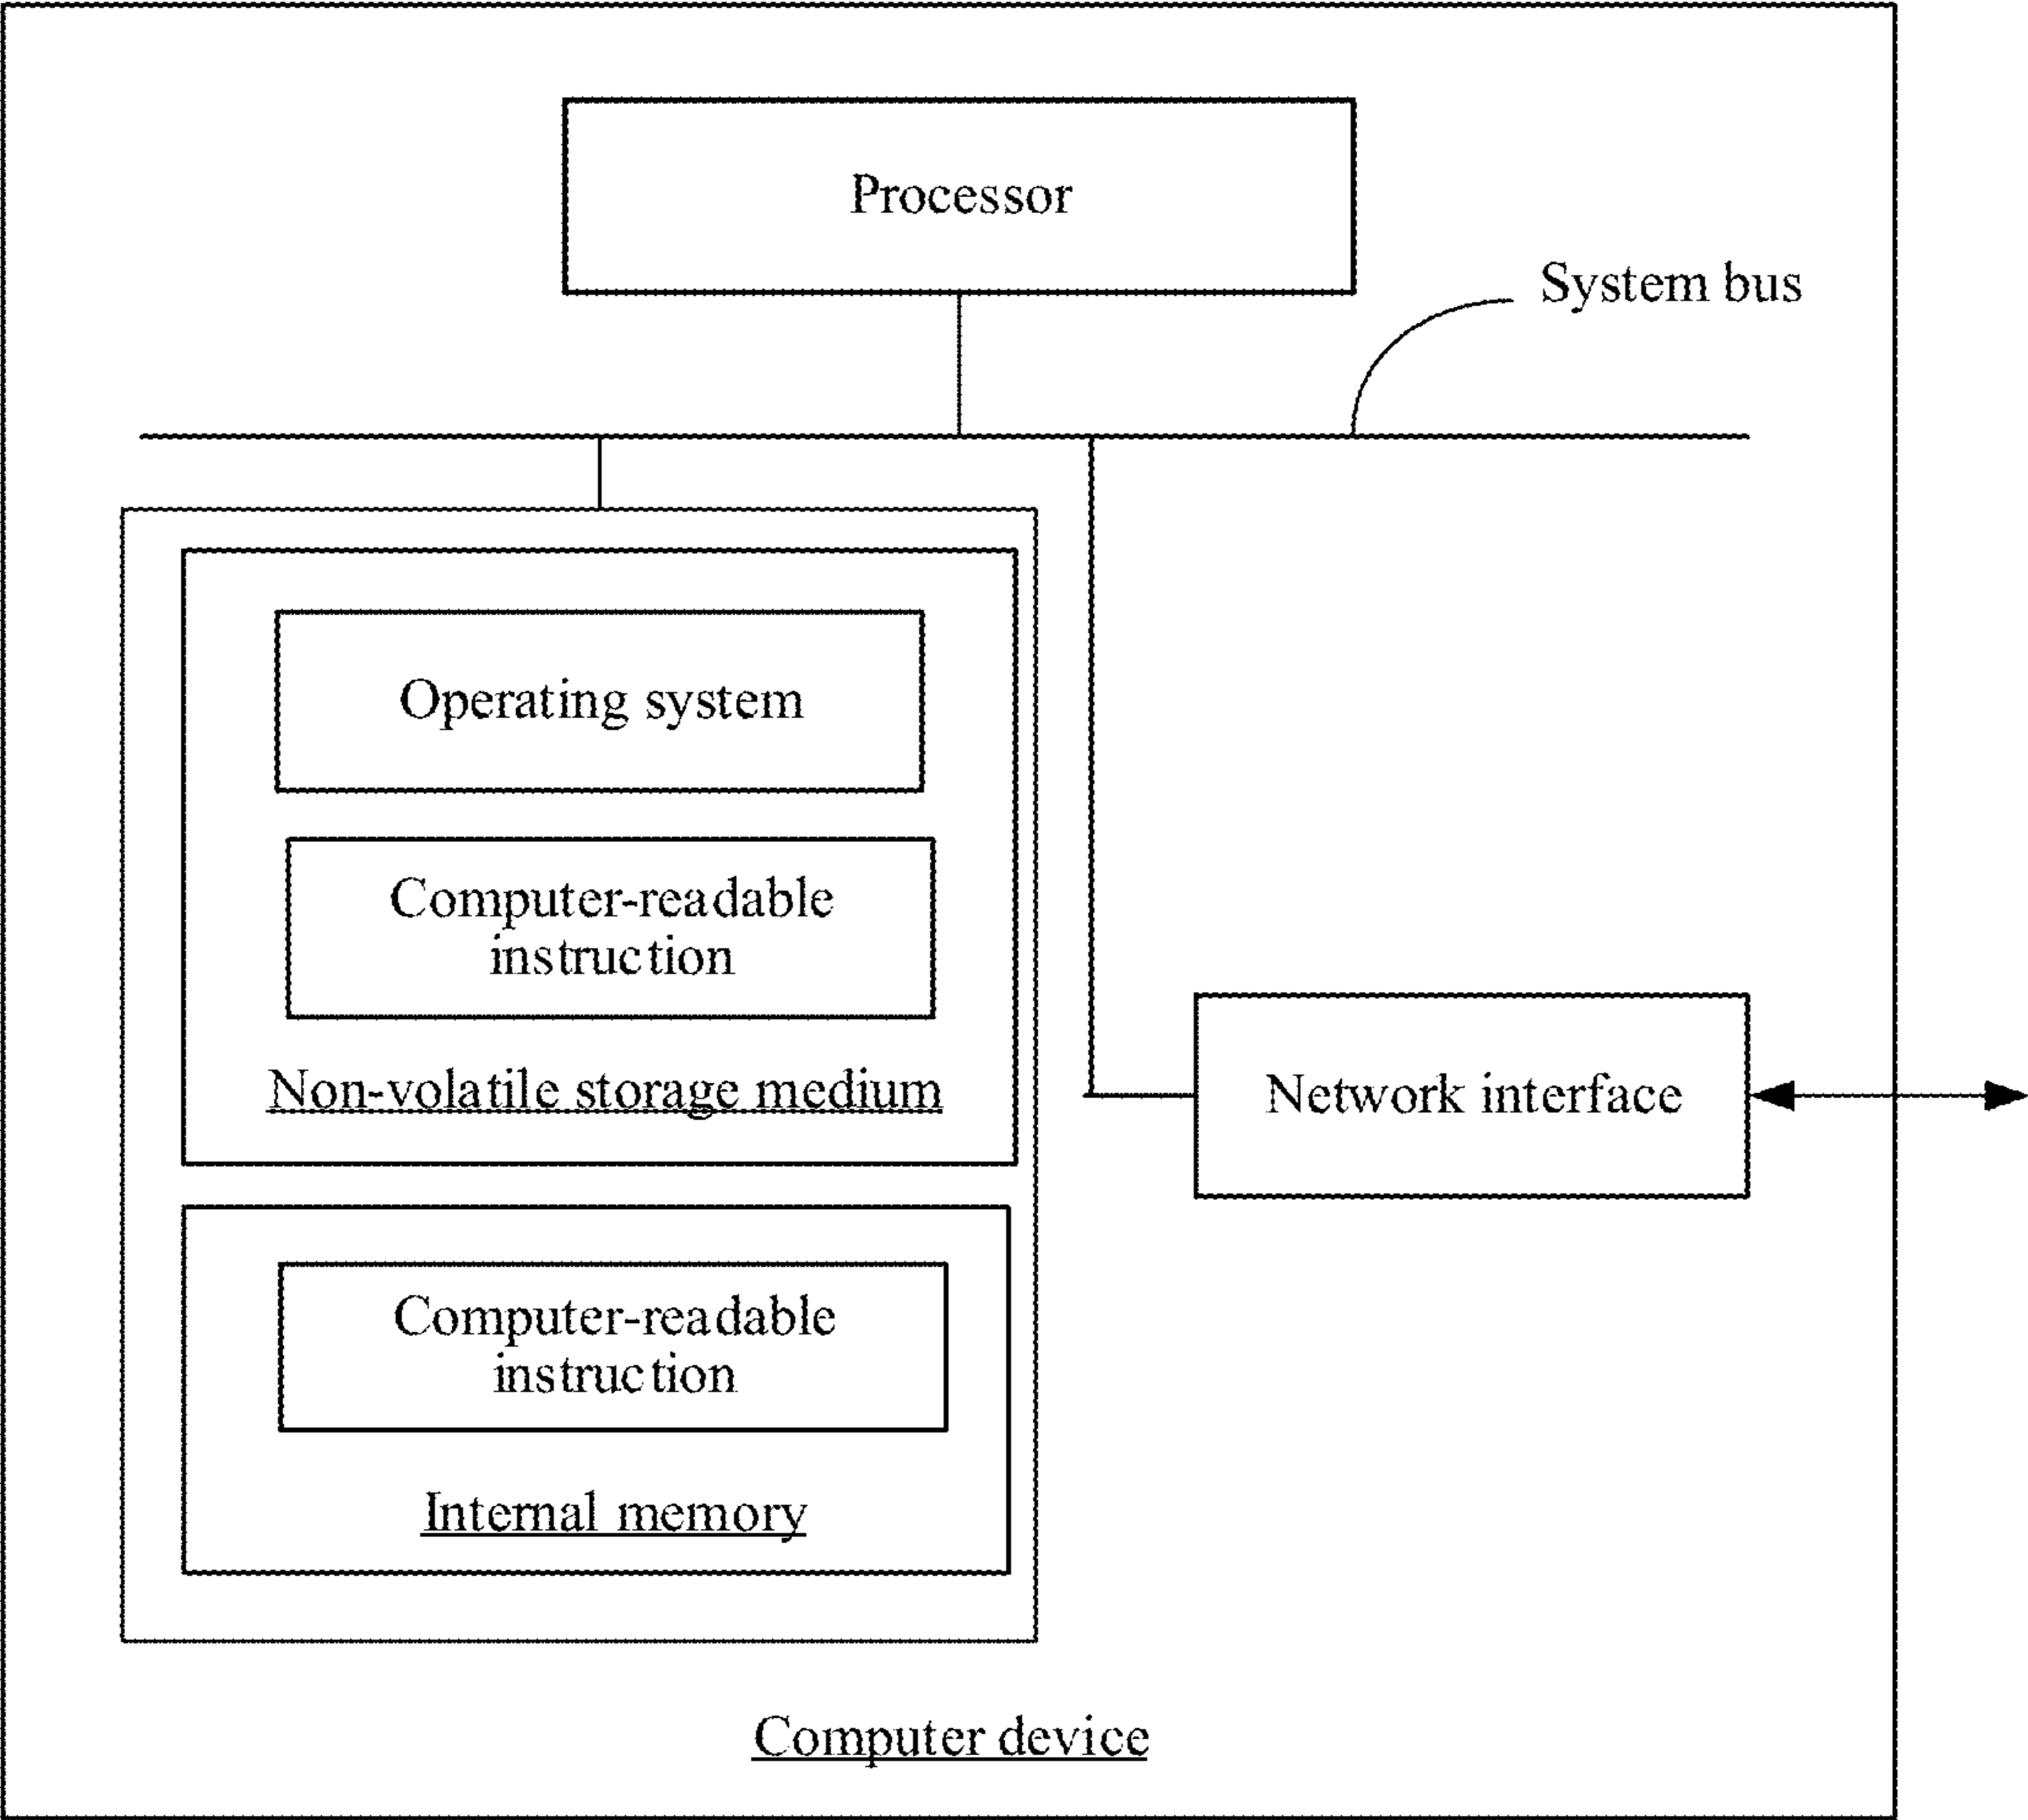 Processor
System bus
Operating system
Computer-readable
instruction
Non-volatile storage medium
Network interface
Computer-readable
instruction
Internal memory
Computer device